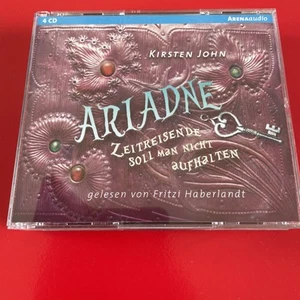 4 CD
ARENAaudio
KIRSTEN JOHN
ARIADNE
ZEITREISENDE
SOLL MAN NICHT
AUFHALTEN
gelesen von Fritzi Haberlandt